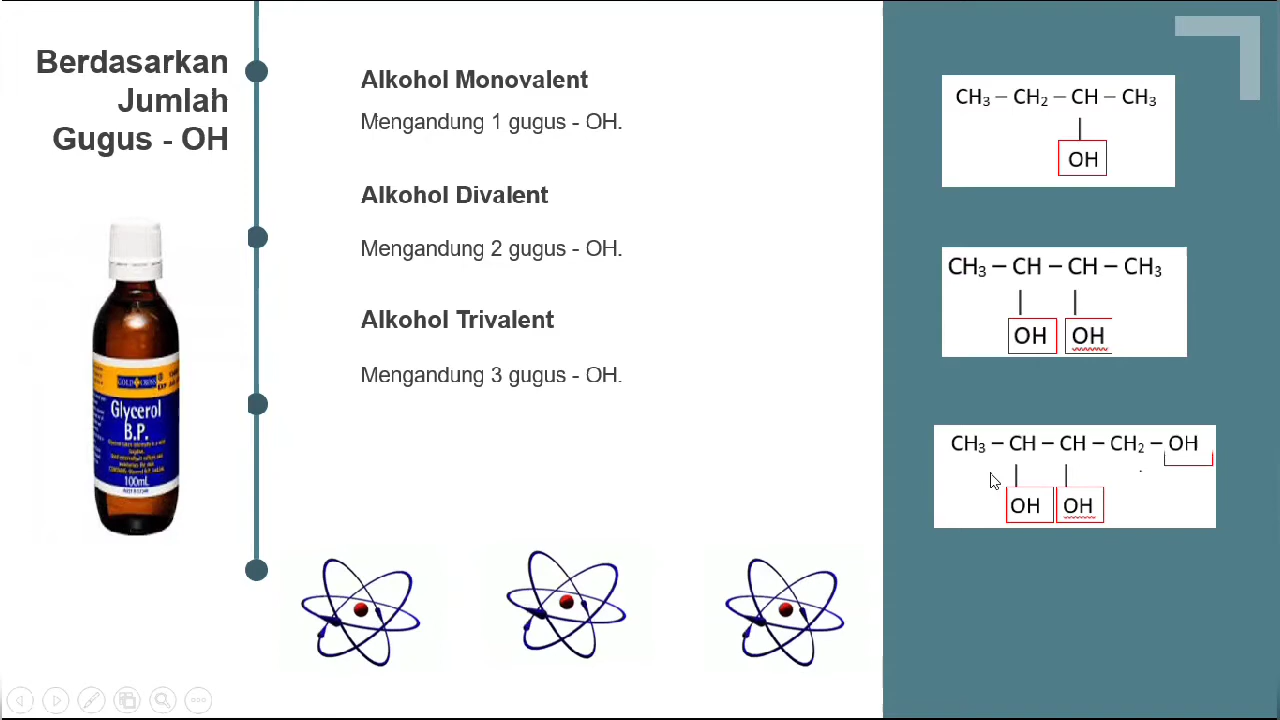 Berdasarkan
Jumlah
Gugus - OH
Alkohol Monovalent
Mengandung 1 gugus - OH.
Alkohol Divalent
Mengandung 2 gugus - OH.
Alkohol Trivalent
Mengandung 3 gugus - OH.
CH₃ – CH₂ – CH – CH₃
|
OH
CH₃ – CH – CH – CH₃
| |
OH OH
CH₃ – CH – CH – CH₂ – OH
| |
OH OH
Glycerol
B.P.
100mL